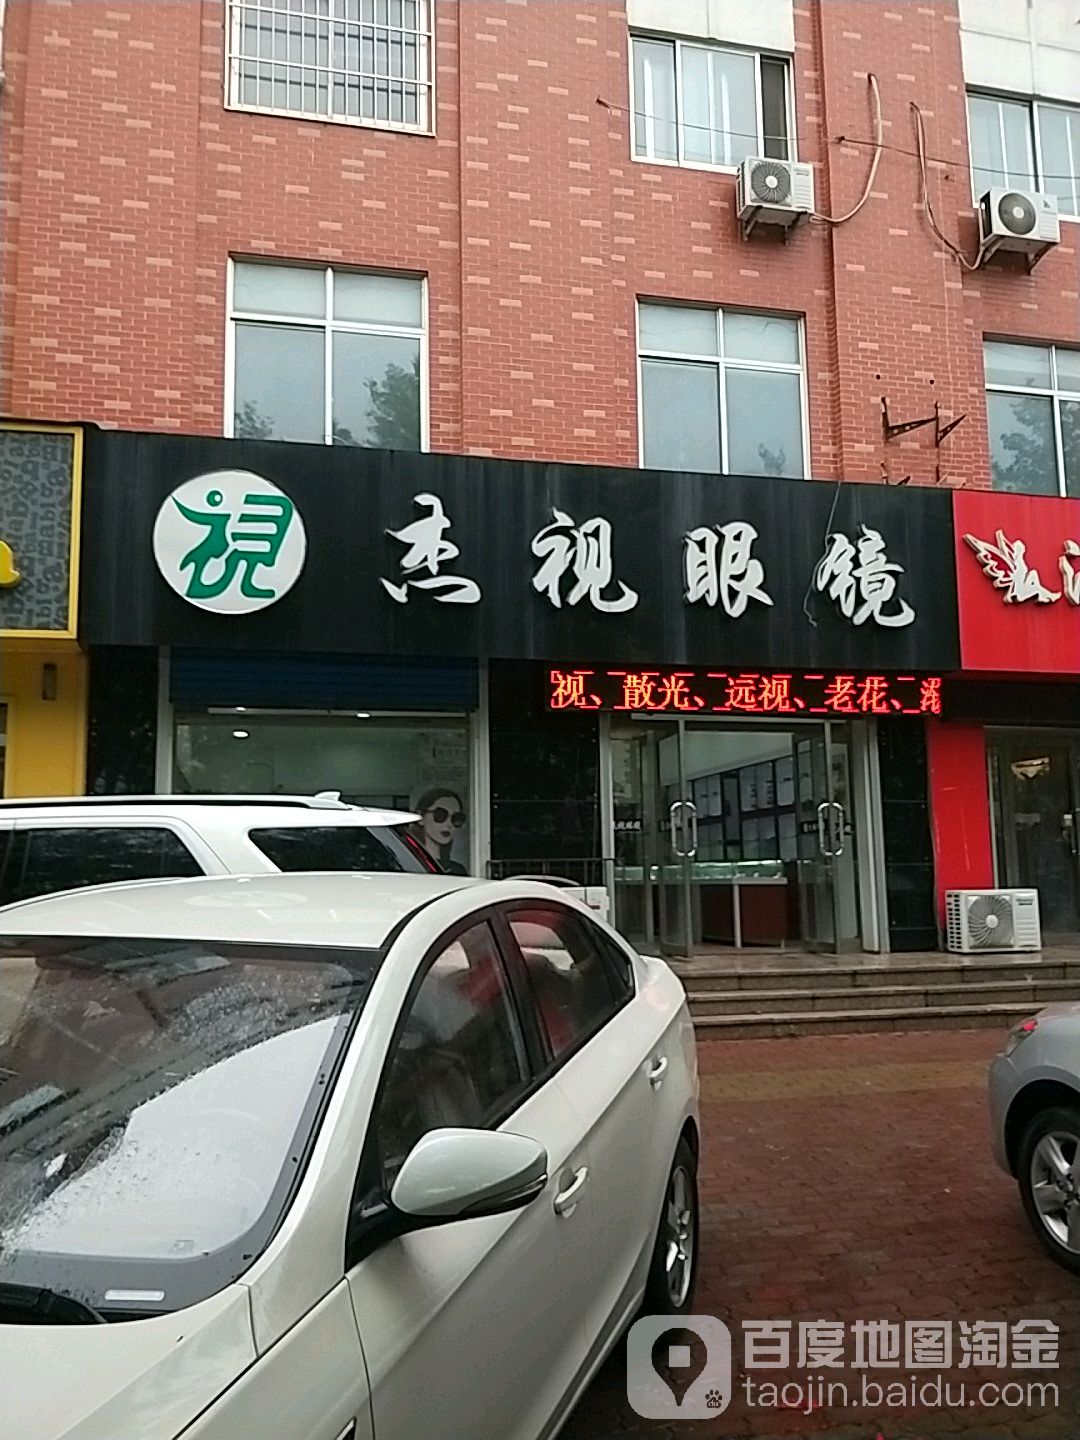 视
杰视眼镜
视、散光、远视、老花、
百度地图淘金
taojin.baidu.com